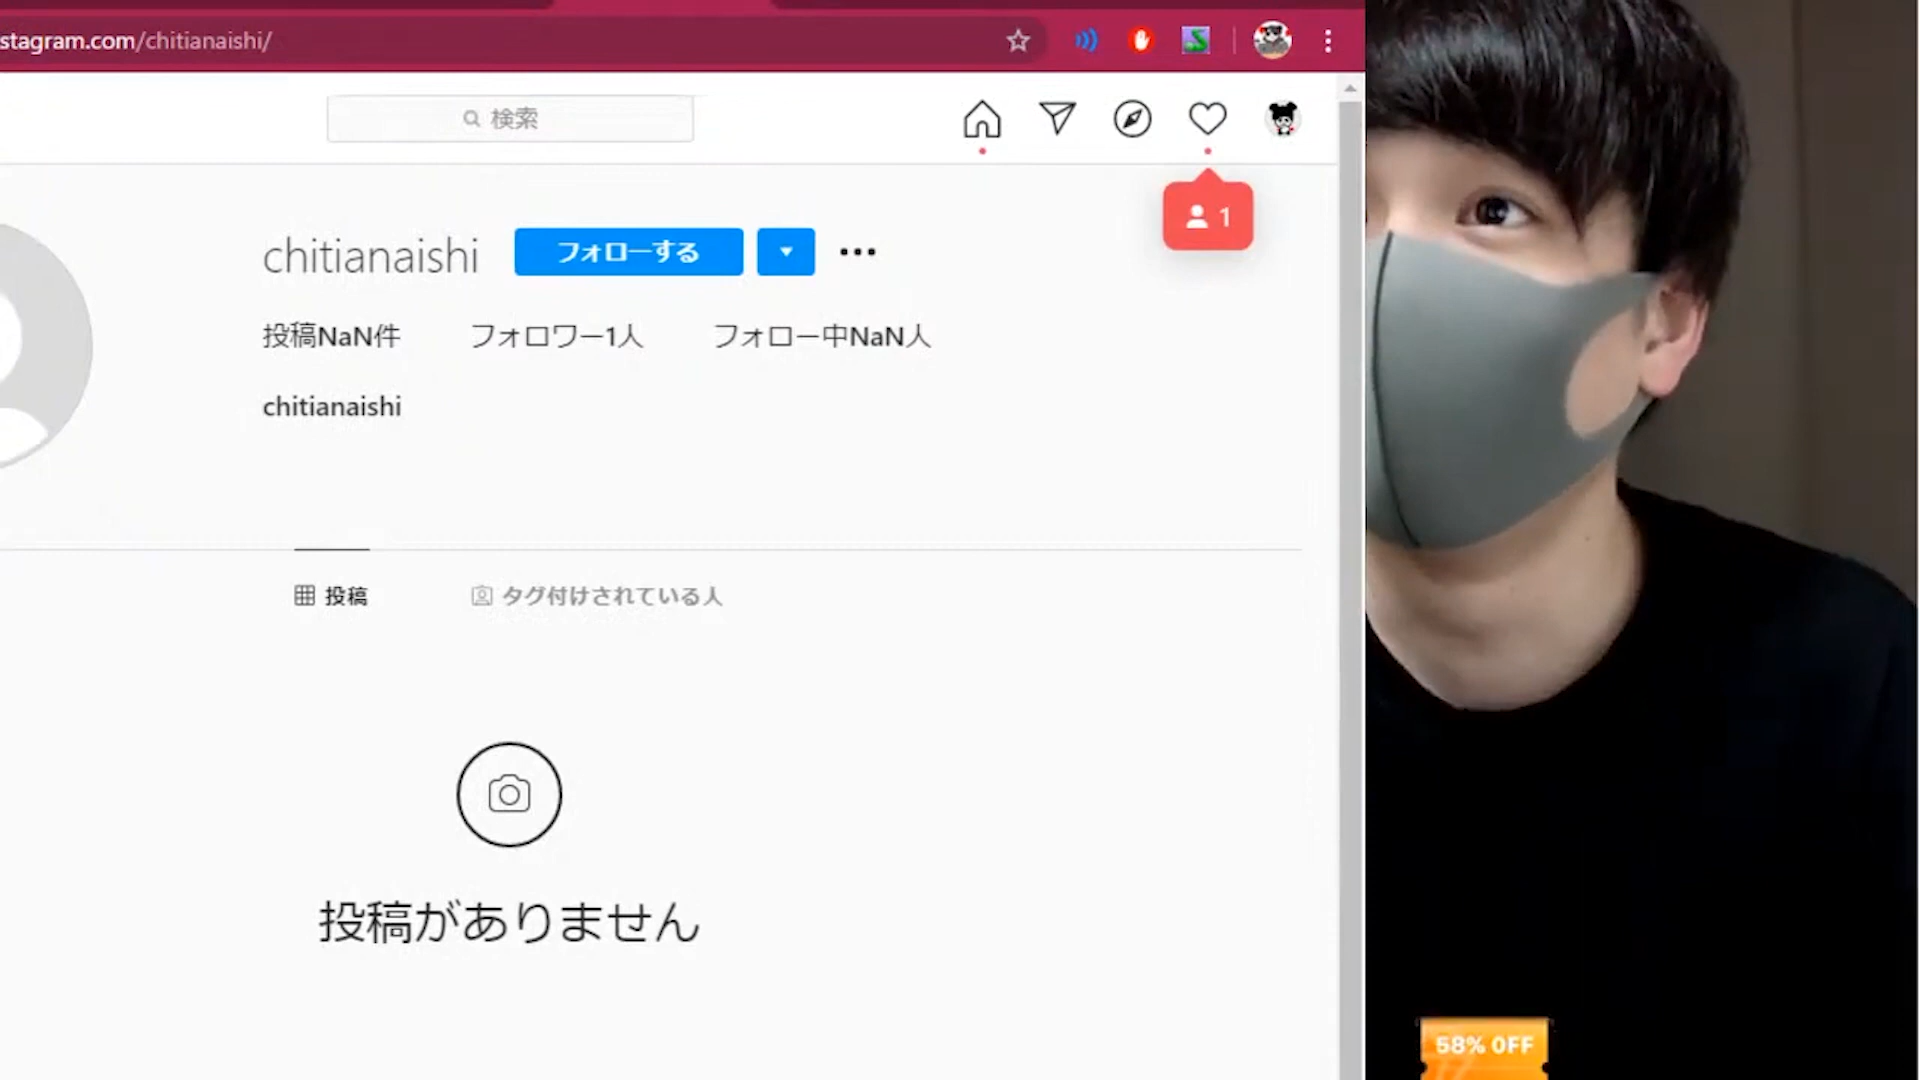 stagram.com/chitianaishi/
検索
1
chitianaishi
フォローする
投稿NaN件
フォロワー1人
フォロー中NaN人
chitianaishi
投稿
タグ付けされている人
投稿がありません
58% OFF